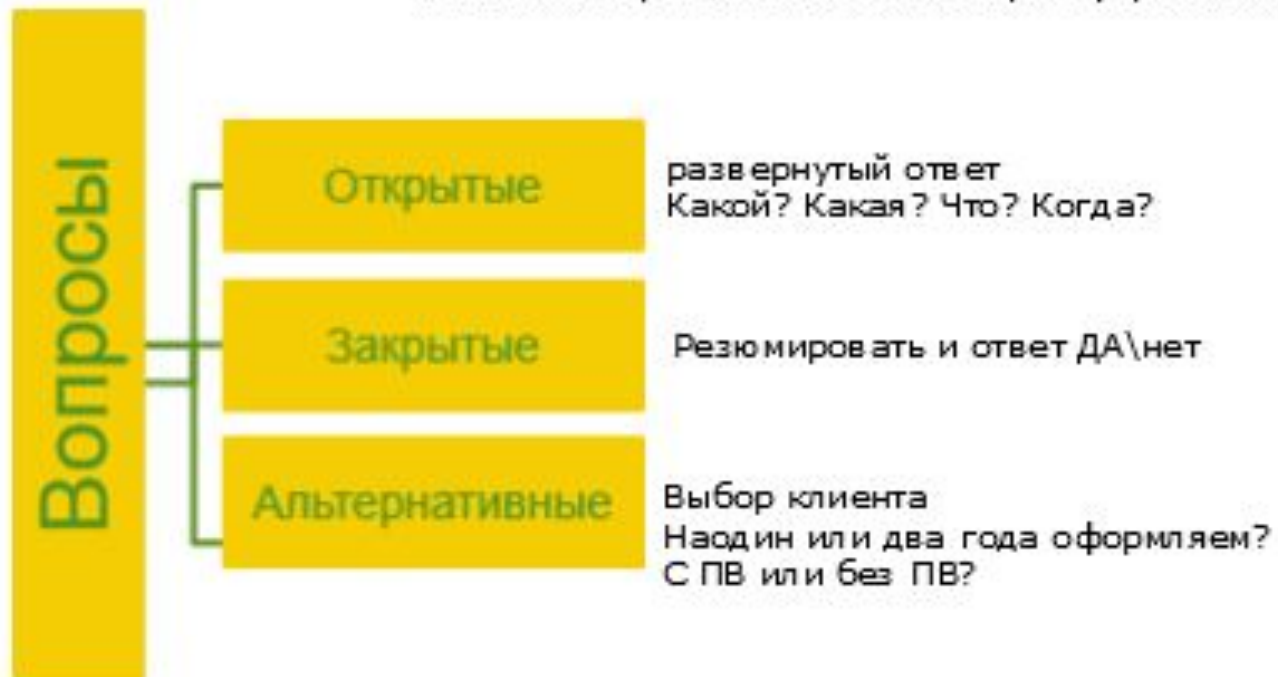 Вопросы
Открытые
развернутый ответ
Какой? Какая? Что? Когда?
Закрытые
Резюмировать и ответ ДА\нет
Альтернативные
Выбор клиента
Наодин или два года оформляем?
С ПВ или без ПВ?